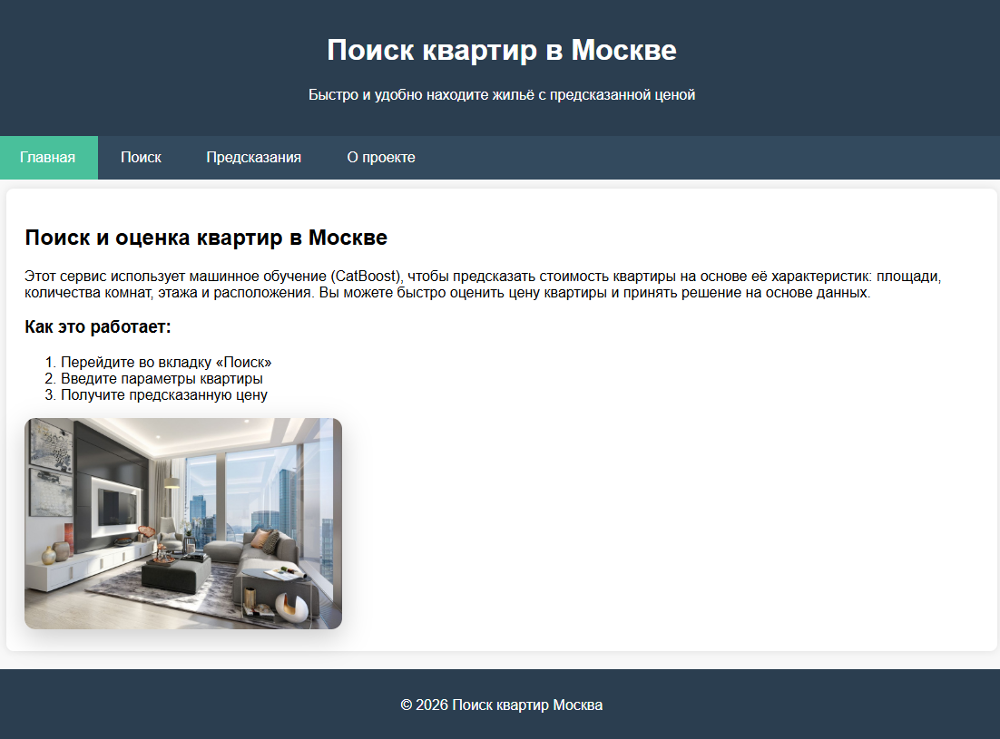 Поиск квартир в Москве
Быстро и удобно находите жильё с предсказанной ценой
Главная Поиск Предсказания О проекте
Поиск и оценка квартир в Москве
Этот сервис использует машинное обучение (CatBoost), чтобы предсказать стоимость квартиры на основе её характеристик: площади,
количества комнат, этажа и расположения. Вы можете быстро оценить цену квартиры и принять решение на основе данных.
Как это работает:
1. Перейдите во вкладку «Поиск»
2. Введите параметры квартиры
3. Получите предсказанную цену
© 2026 Поиск квартир Москва